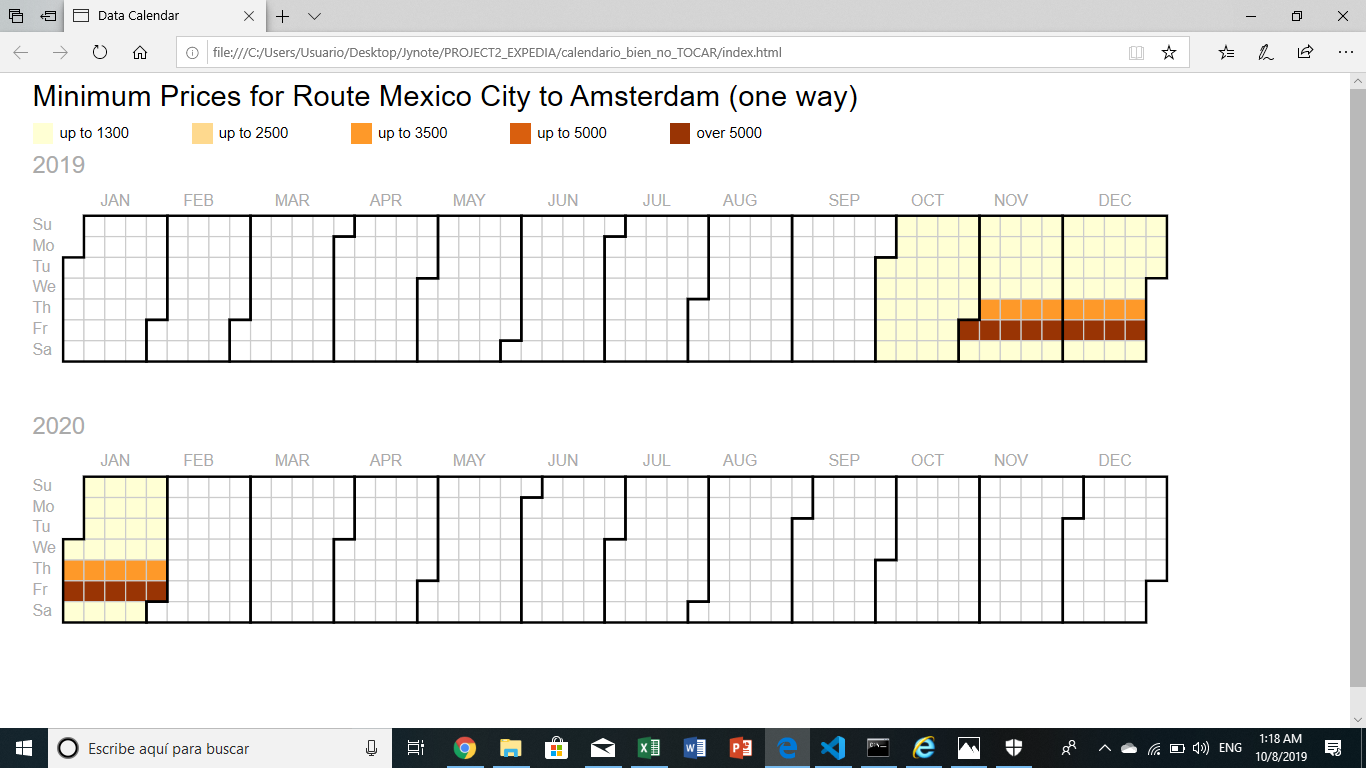 Data Calendar
file:///C:/Users/Usuario/Desktop/Jynote/PROJECT2_EXPEDIA/calendario_bien_no_TOCAR/index.html
Minimum Prices for Route Mexico City to Amsterdam (one way)
up to 1300 up to 2500 up to 3500 up to 5000 over 5000
2019
JAN FEB MAR APR MAY JUN JUL AUG SEP OCT NOV DEC
Su
Mo
Tu
We
Th
Fr
Sa
2020
JAN FEB MAR APR MAY JUN JUL AUG SEP OCT NOV DEC
Su
Mo
Tu
We
Th
Fr
Sa
Escribe aquí para buscar
ENG
1:18 AM
10/8/2019